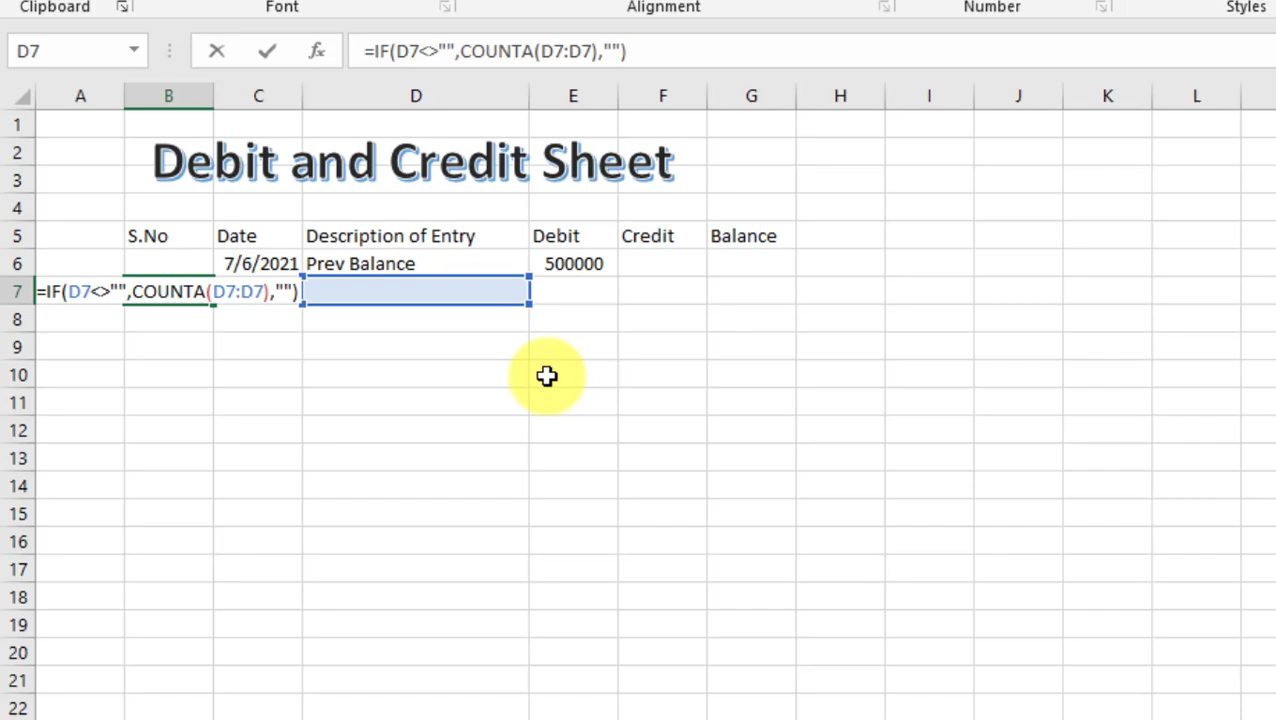 Clipboard Font Alignment Number Styles
D7 fx =IF(D7<>"",COUNTA(D7:D7),"")
A B C D E F G H I J K L
1
2 Debit and Credit Sheet
3
4
5 S.No Date Description of Entry Debit Credit Balance
6 7/6/2021 Prev Balance 500000
7 =IF(D7<>"",COUNTA(D7:D7),"")
8
9
10
11
12
13
14
15
16
17
18
19
20
21
22